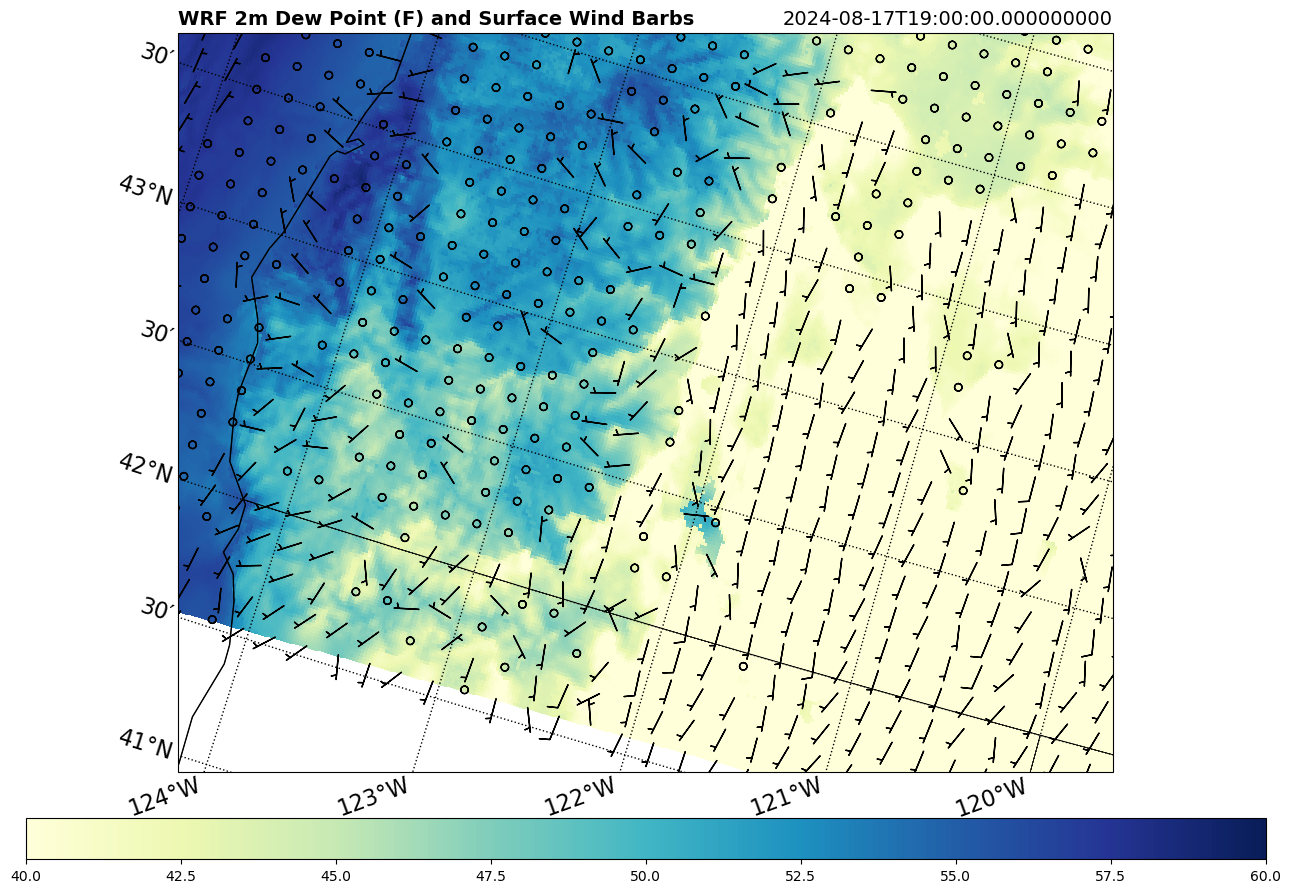 WRF 2m Dew Point (F) and Surface Wind Barbs 2024-08-17T19:00:00.000000000
30′
43°N
30′
42°N
30′
41°N
124°W 123°W 122°W 121°W 120°W
40.0 42.5 45.0 47.5 50.0 52.5 55.0 57.5 60.0